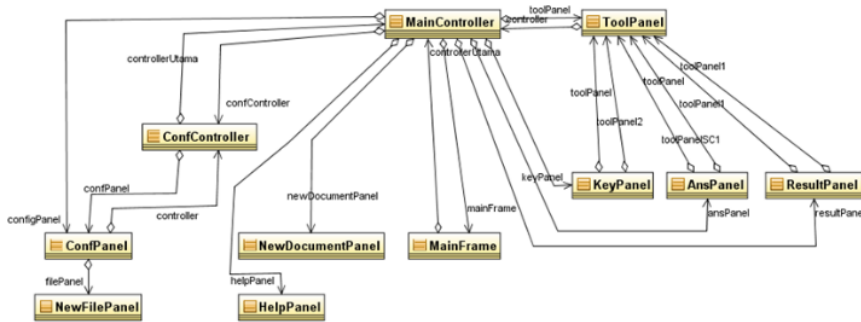 toolPanel
MainController
controller
ToolPanel
controllerUtama
controllerUtama
toolPanel1
toolPanel
confController
toolPanel
toolPanel1
toolPanel2
ConfController
toolPanelSC1
confPanel
keyPanel
KeyPanel
AnsPanel
ResultPanel
newDocumentPanel
controller
mainFrame
ansPanel
resultPanel
configPanel
ConfPanel
NewDocumentPanel
MainFrame
filePanel
helpPanel
NewFilePanel
HelpPanel